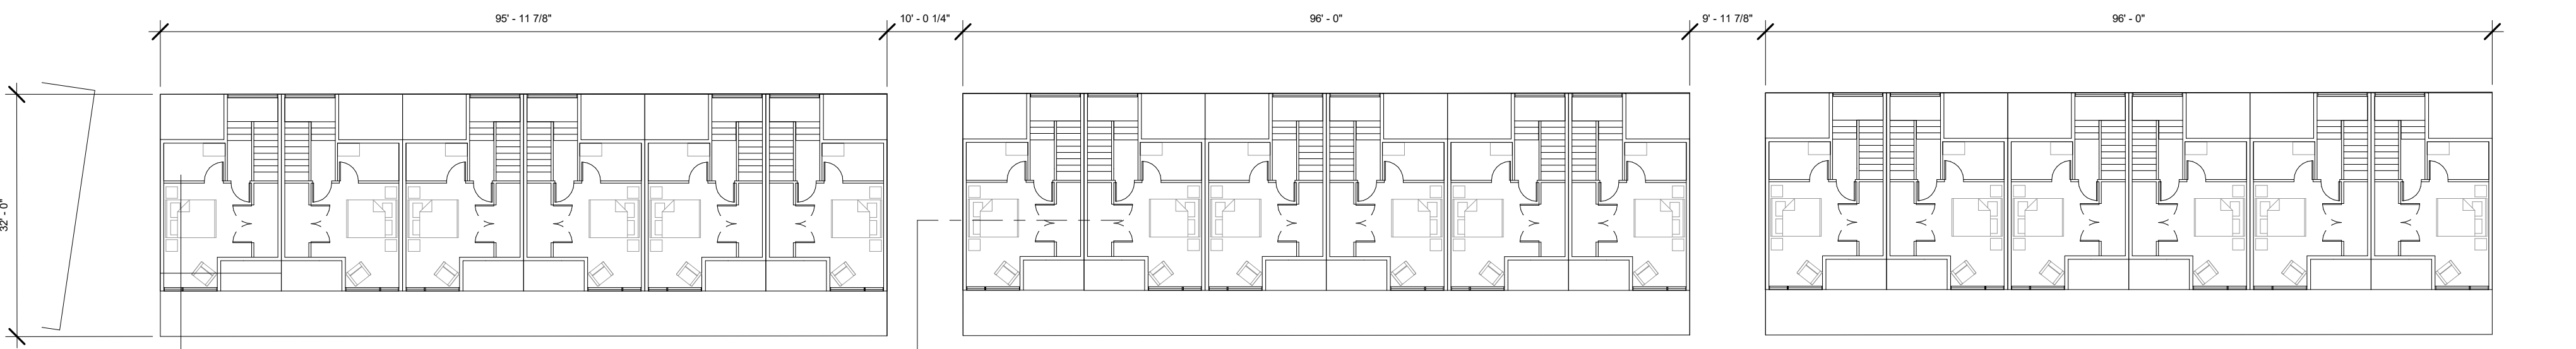 95' - 11 7/8"
10' - 0 1/4"
96' - 0"
9' - 11 7/8"
96' - 0"
32' - 0"